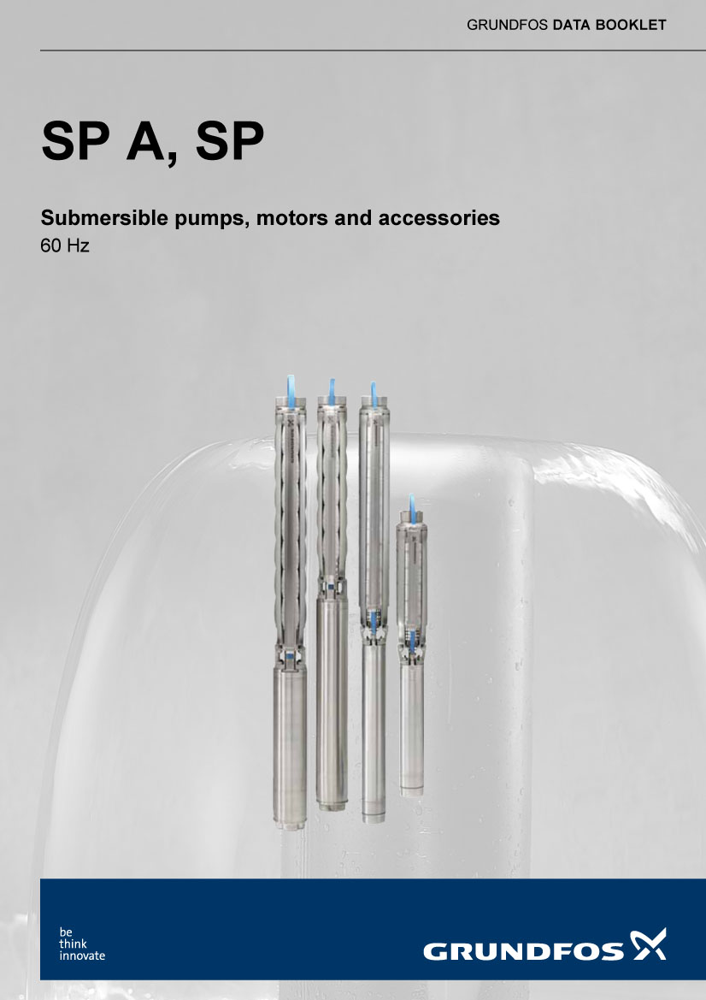 GRUNDFOS DATA BOOKLET
SP A, SP
Submersible pumps, motors and accessories
60 Hz
be
think
innovate
GRUNDFOS